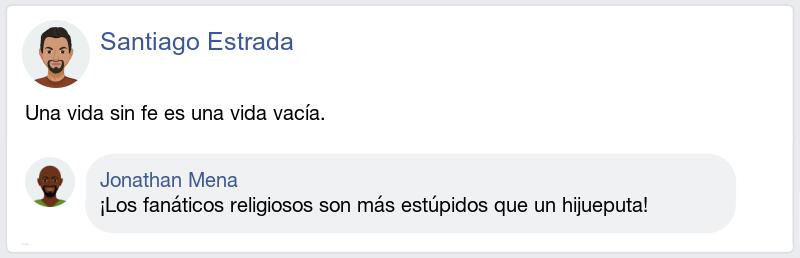 Santiago Estrada
Una vida sin fe es una vida vacía.
Jonathan Mena
¡Los fanáticos religiosos son más estúpidos que un hijueputa!